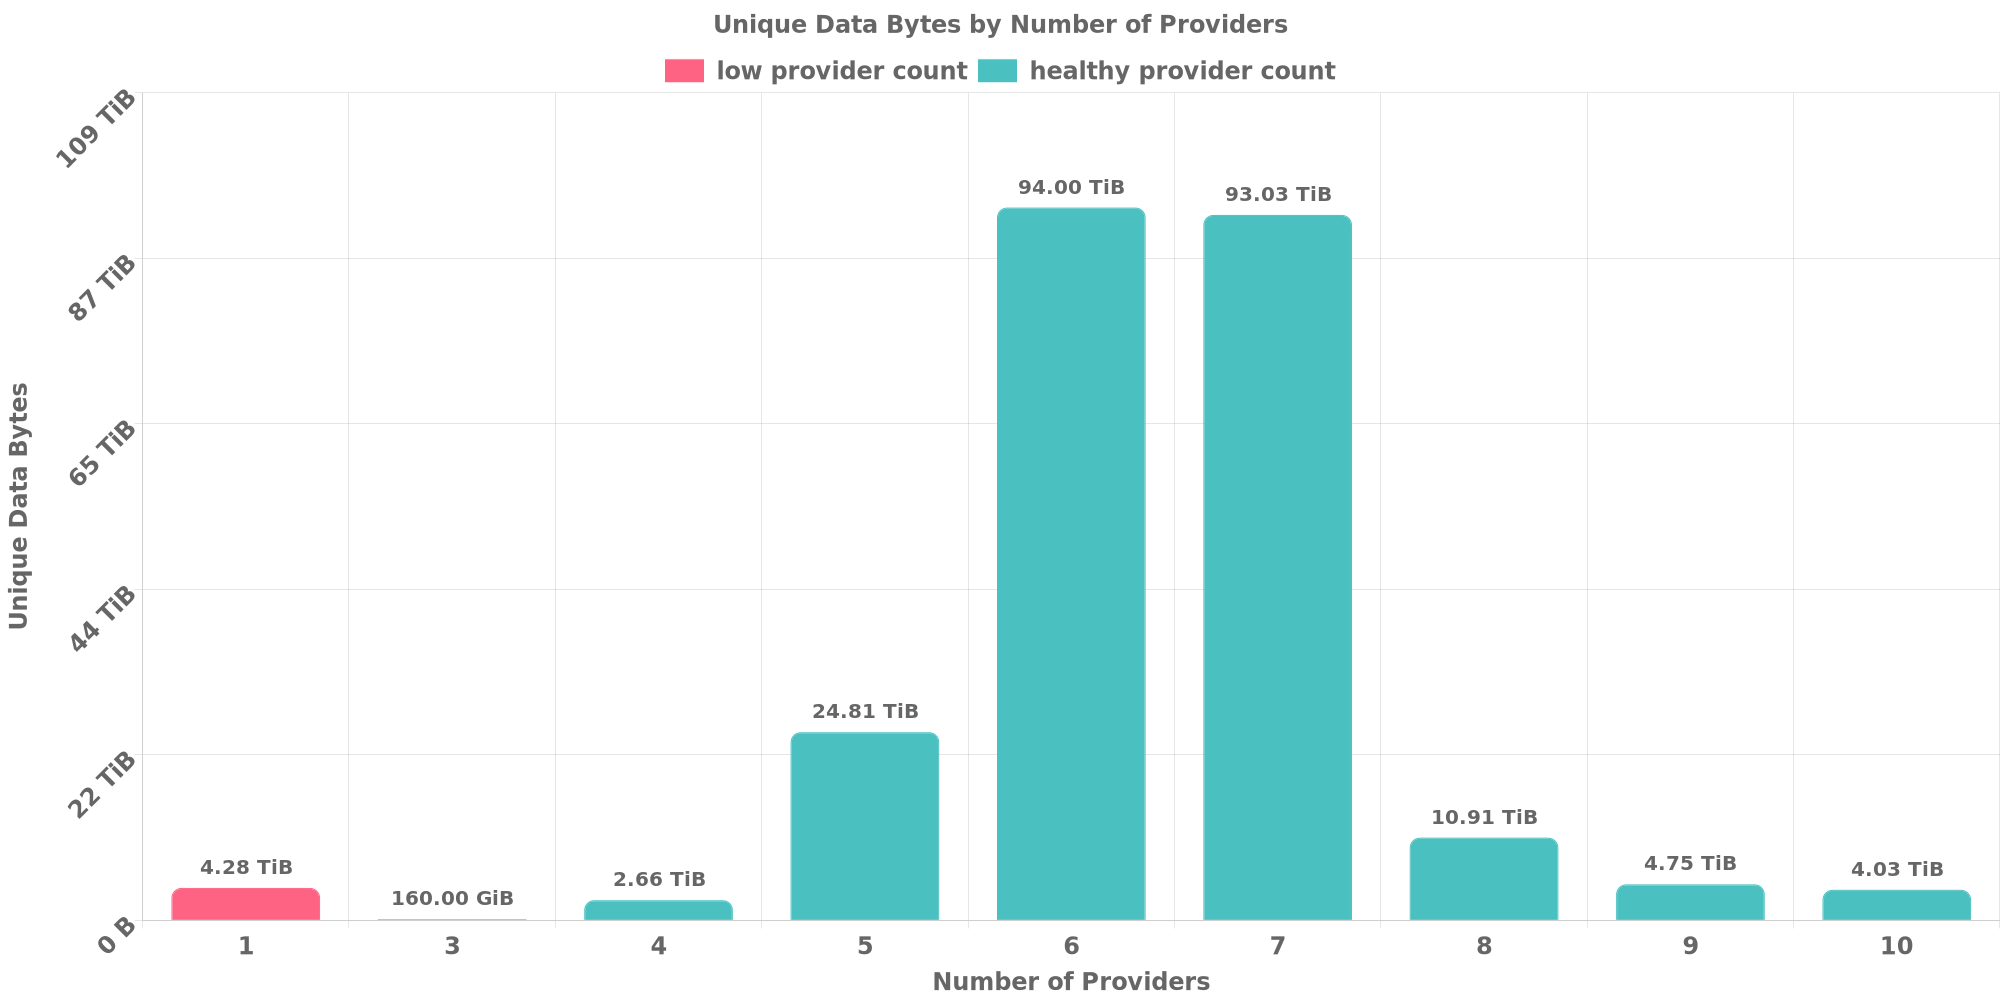 Unique Data Bytes by Number of Providers
low provider count healthy provider count
109 TiB
87 TiB
65 TiB
44 TiB
22 TiB
0 B
Unique Data Bytes
4.28 TiB
160.00 GiB
2.66 TiB
24.81 TiB
94.00 TiB
93.03 TiB
10.91 TiB
4.75 TiB
4.03 TiB
1 3 4 5 6 7 8 9 10
Number of Providers